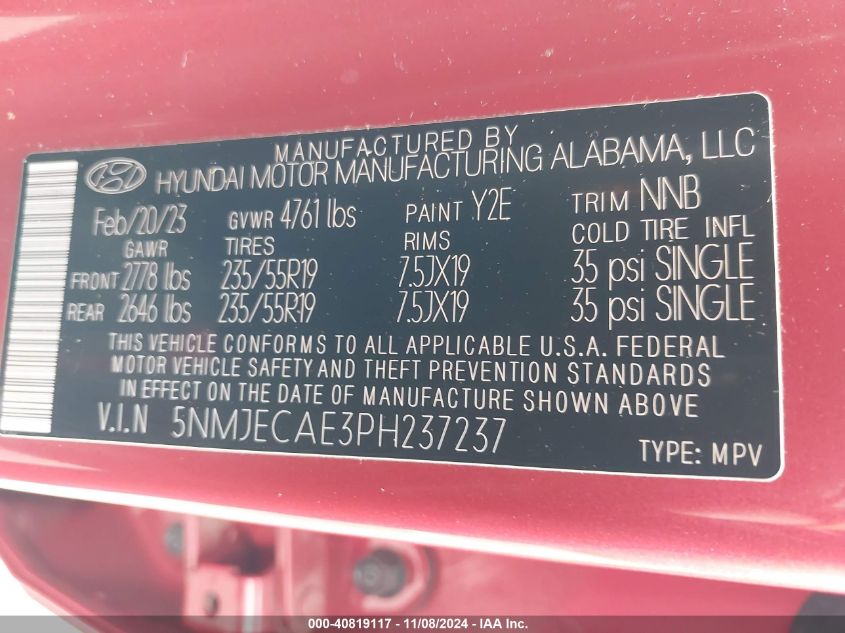 MANUFACTURED BY
HYUNDAI MOTOR MANUFACTURING ALABAMA, LLC
Feb/20/23 GVWR 4761 lbs PAINT Y2E TRIM NNB
GAWR TIRES RIMS COLD TIRE INFL
FRONT 2778 lbs 235/55R19 7.5JX19 35 psi SINGLE
REAR 2646 lbs 235/55R19 7.5JX19 35 psi SINGLE
THIS VEHICLE CONFORMS TO ALL APPLICABLE U.S.A. FEDERAL
MOTOR VEHICLE SAFETY AND THEFT PREVENTION STANDARDS
IN EFFECT ON THE DATE OF MANUFACTURE SHOWN ABOVE
V.I.N 5NMJECAE3PH237237
TYPE: MPV
000-40819117 - 11/08/2024 - IAA Inc.